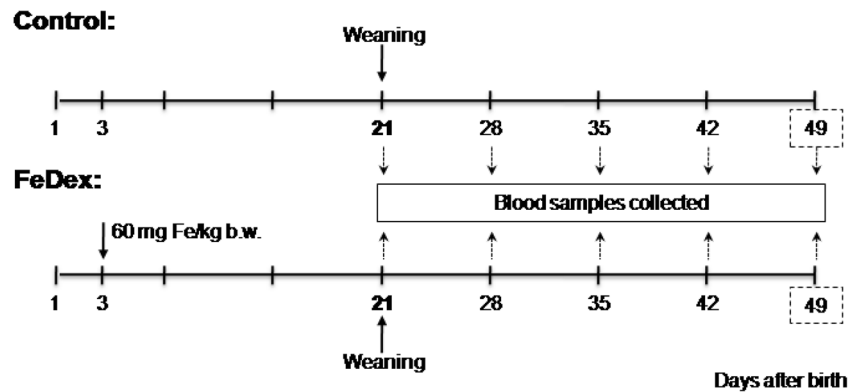 Control:
Weaning
1 3 21 28 35 42 49
FeDex:
Blood samples collected
60 mg Fe/kg b.w.
1 3 21 28 35 42 49
Weaning
Days after birth